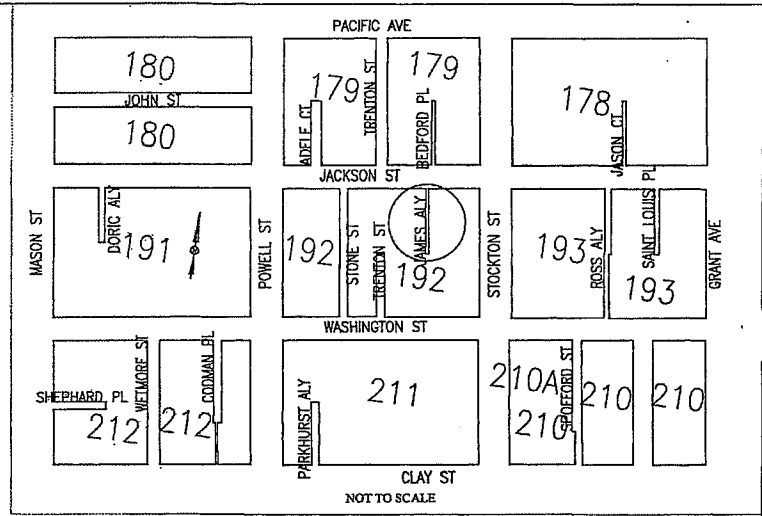 PACIFIC AVE
180
JOHN ST
180
179
ADELE CT
TRENTON ST
179
BEDFORD PL
178
JASON CT
JACKSON ST
MASON ST
DORIC ALY
191
POWELL ST
192
STONE ST
TRENTON ST
JAMES ALY
192
STOCKTON ST
193
ROSS ALY
SAINT LOUIS PL
193
GRANT AVE
WASHINGTON ST
SHEPHARD PL
212
WETMORE ST
212
CODMAN PL
PARKHURST ALY
211
210A
210
SPOFFORD ST
210
210
CLAY ST
NOT TO SCALE